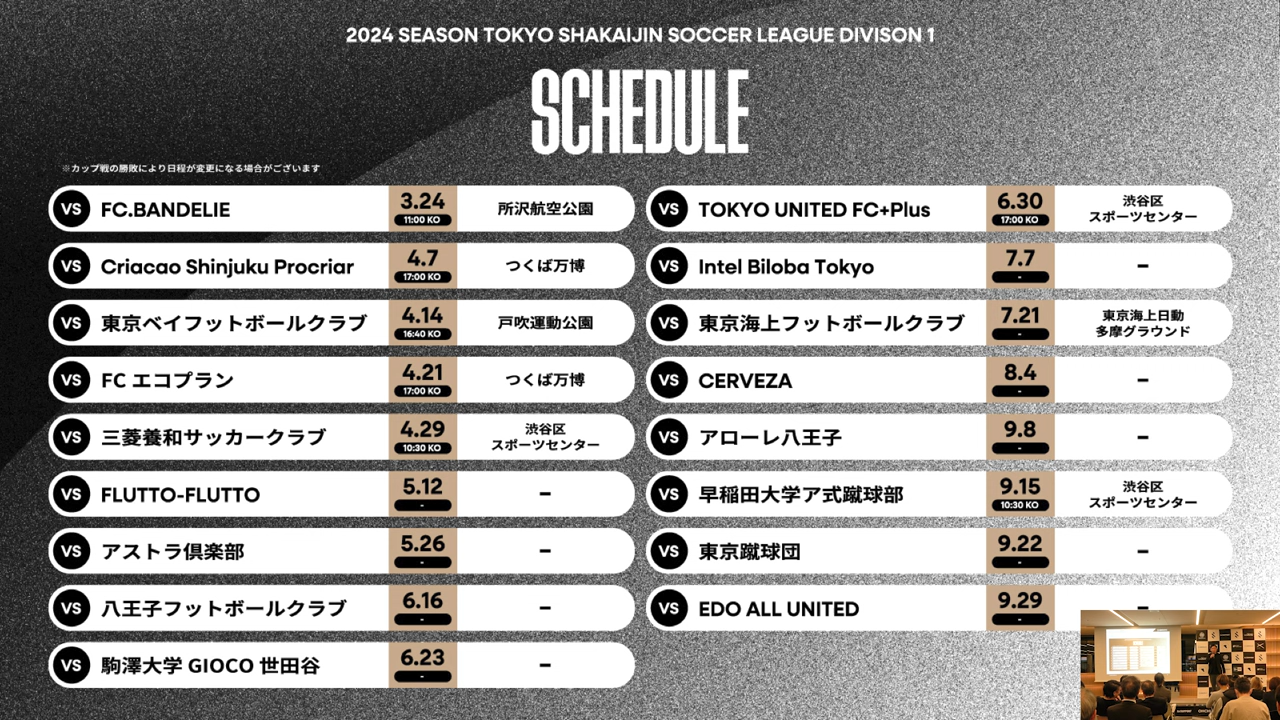 2024 SEASON TOKYO SHAKAIJIN SOCCER LEAGUE DIVISON 1
SCHEDULE
※カップ戦の勝敗により日程が変更になる場合がございます
VS FC.BANDELIE 3.24 11:00 KO 所沢航空公園
VS Criacao Shinjuku Procriar 4.7 17:00 KO つくば万博
VS 東京ベイフットボールクラブ 4.14 16:40 KO 戸吹運動公園
VS FC エコプラン 4.21 17:00 KO つくば万博
VS 三菱養和サッカークラブ 4.29 10:30 KO 渋谷区
スポーツセンター
VS FLUTTO-FLUTTO 5.12 - –
VS アストラ倶楽部 5.26 - –
VS 八王子フットボールクラブ 6.16 - –
VS 駒澤大学 GIOCO 世田谷 6.23 - –
VS TOKYO UNITED FC+Plus 6.30 17:00 KO 渋谷区
スポーツセンター
VS Intel Biloba Tokyo 7.7 - –
VS 東京海上フットボールクラブ 7.21 - 東京海上日動
多摩グラウンド
VS CERVEZA 8.4 - –
VS アローレ八王子 9.8 - –
VS 早稲田大学ア式蹴球部 9.15 10:30 KO 渋谷区
スポーツセンター
VS 東京蹴球団 9.22 - –
VS EDO ALL UNITED 9.29 - –